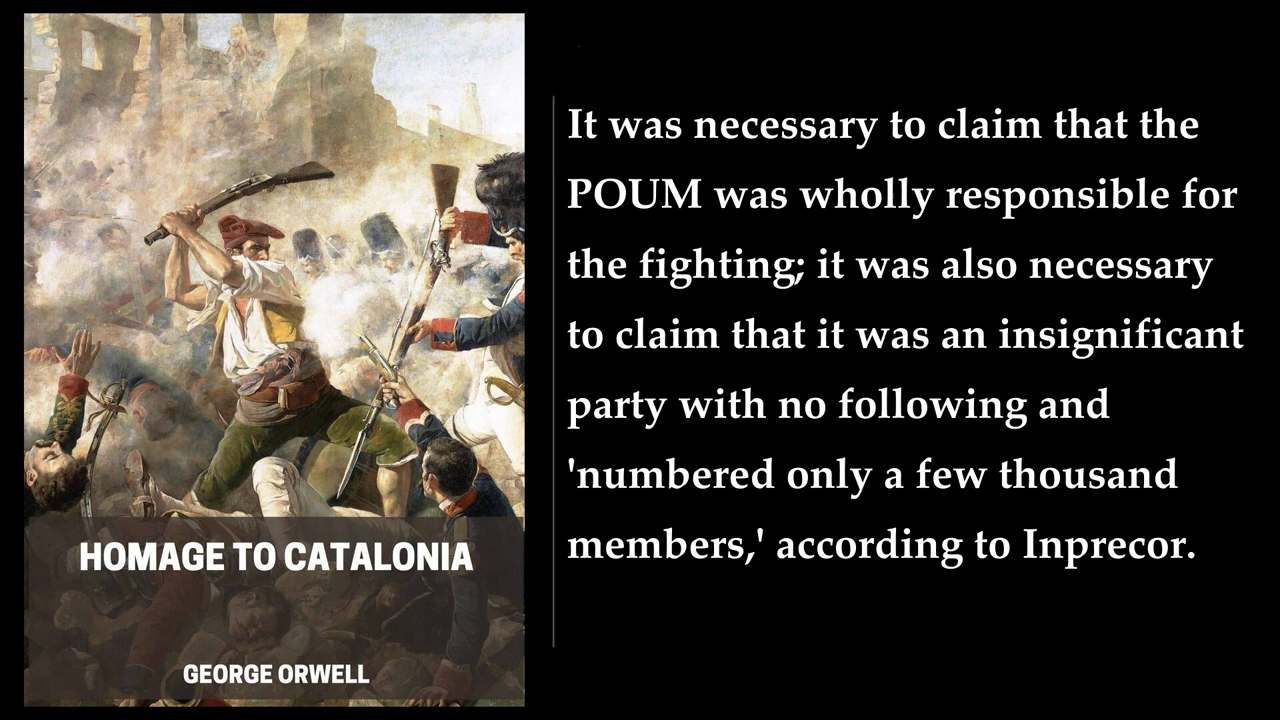 HOMAGE TO CATALONIA
GEORGE ORWELL
It was necessary to claim that the
POUM was wholly responsible for
the fighting; it was also necessary
to claim that it was an insignificant
party with no following and
'numbered only a few thousand
members,' according to Inprecor.